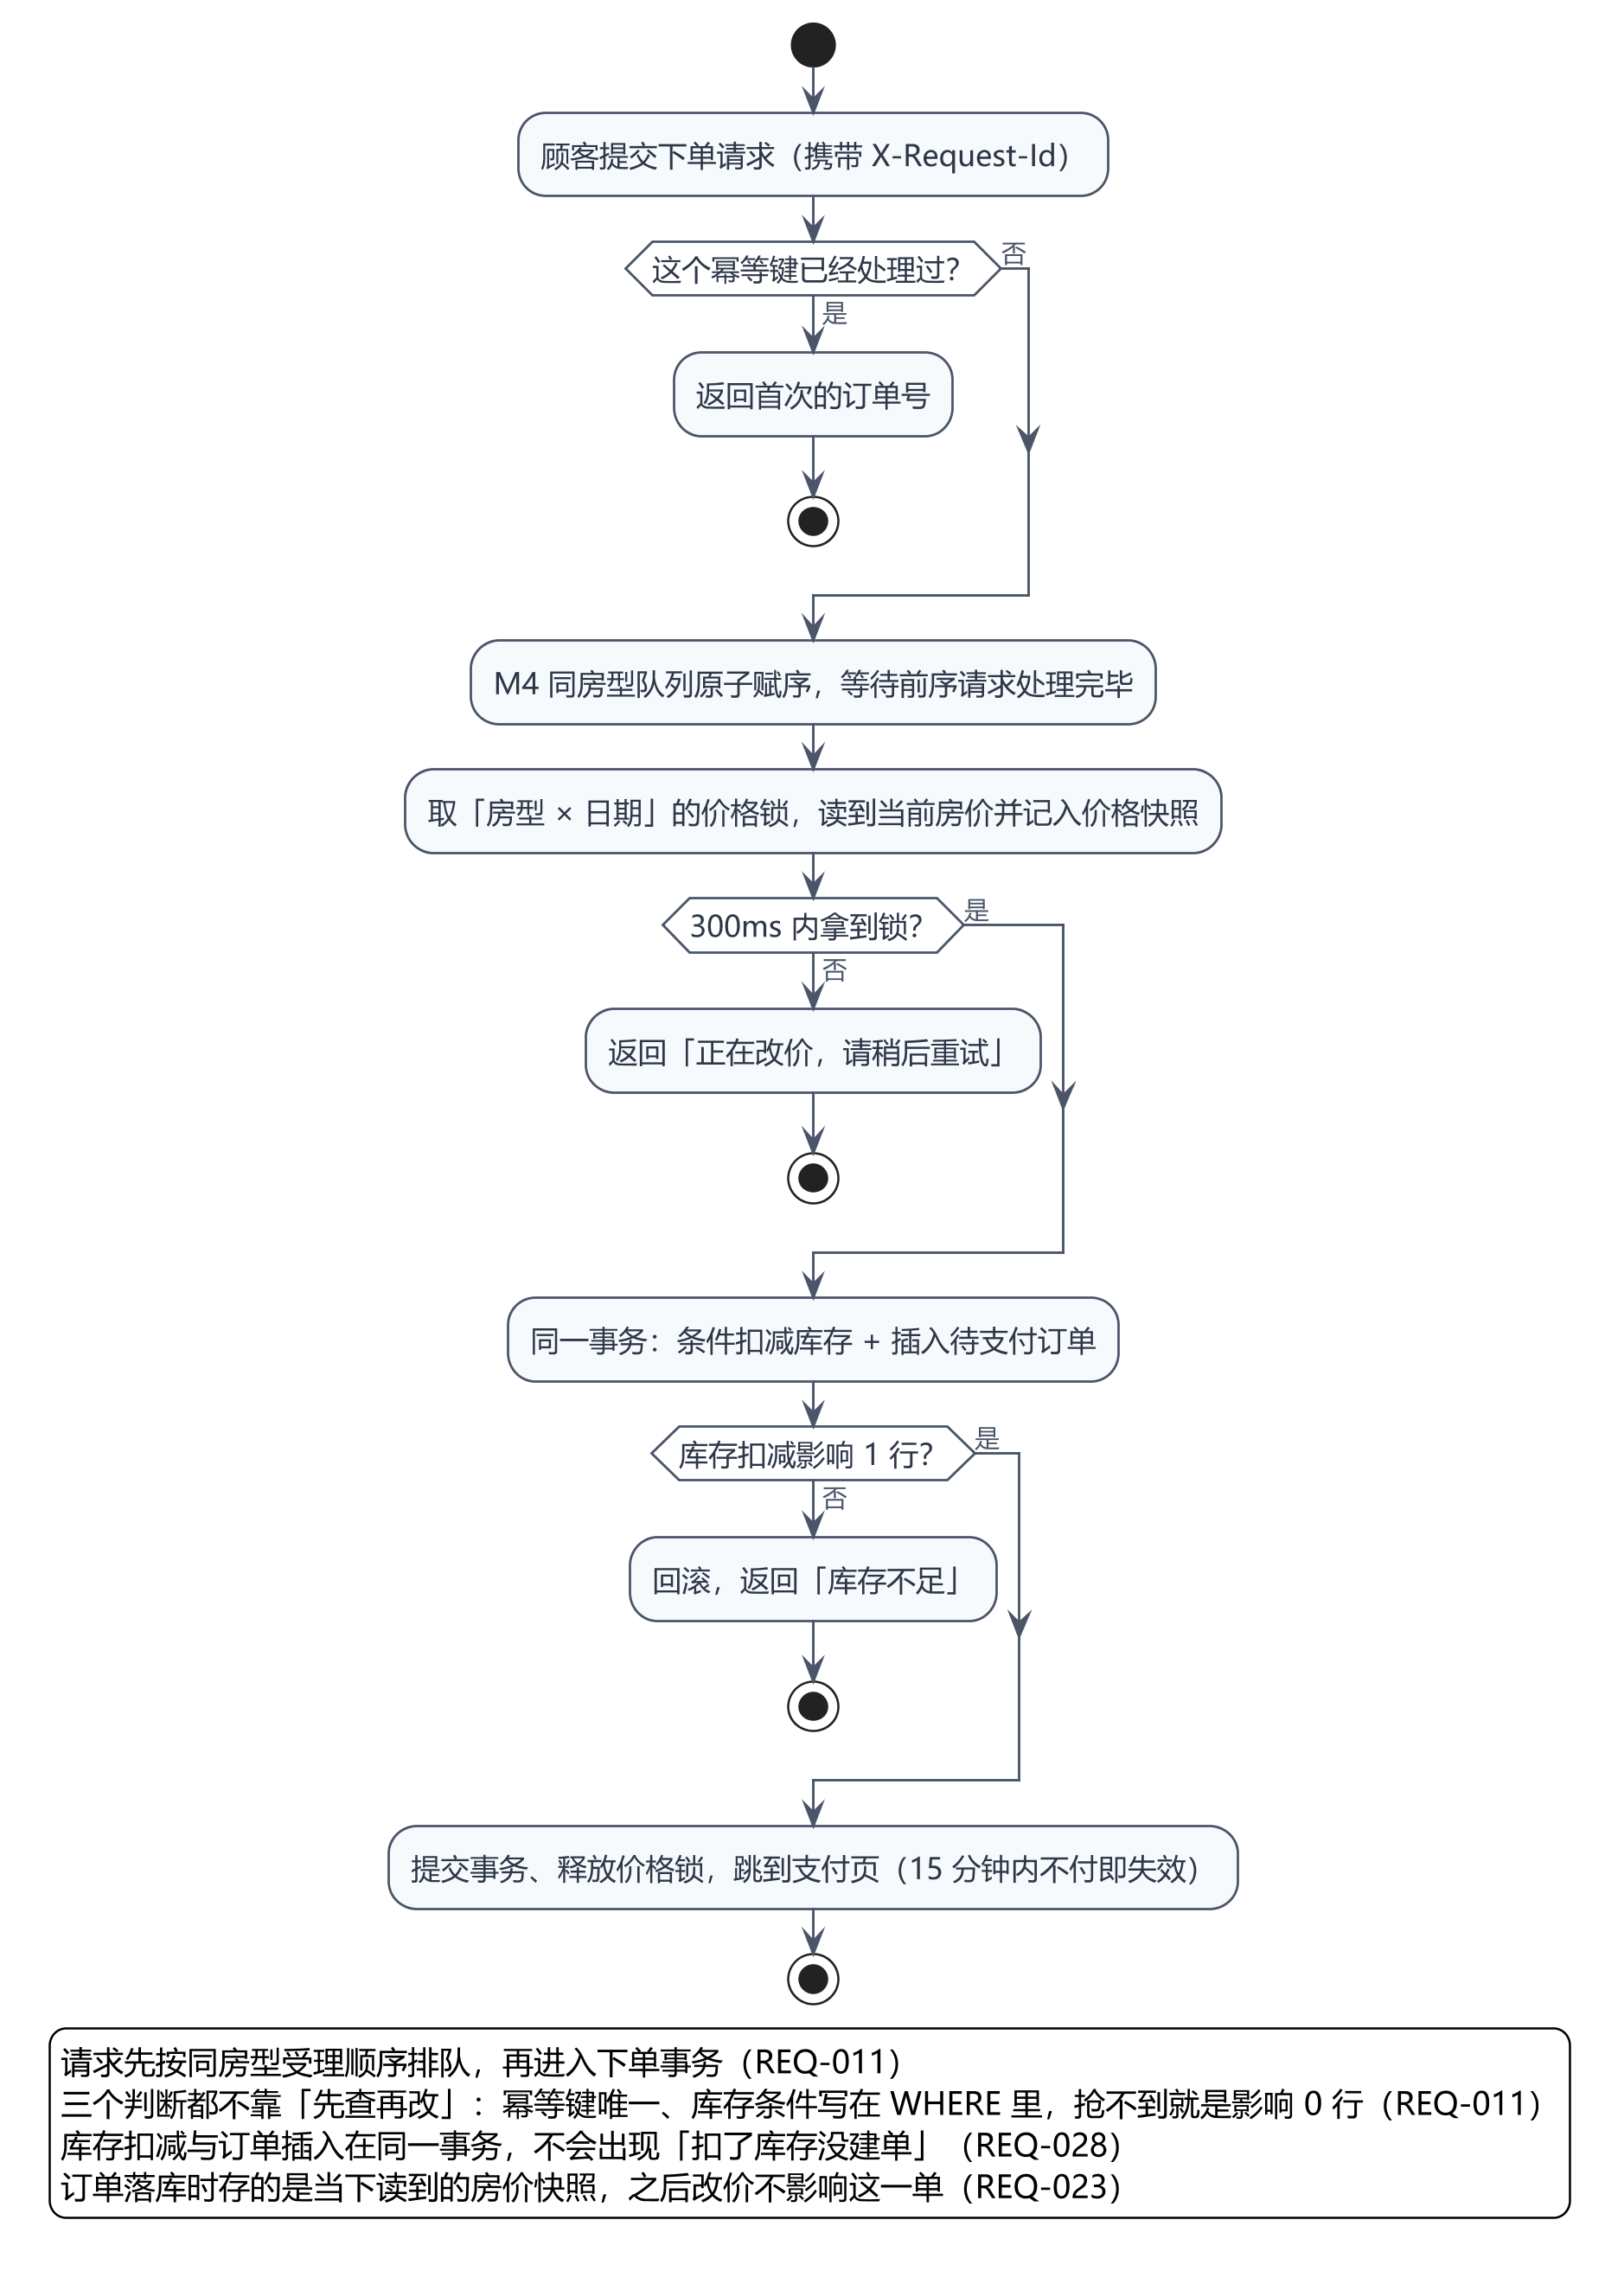 顾客提交下单请求（携带 X-Request-Id）
这个幂等键已经处理过？
否
是
返回首次的订单号
M4 同房型队列原子赋序，等待前序请求处理完毕
取「房型 × 日期」的价格锁，读到当前房价并记入价格快照
300ms 内拿到锁？
是
否
返回「正在改价，请稍后重试」
同一事务：条件扣减库存 + 插入待支付订单
库存扣减影响 1 行？
是
否
回滚，返回「库存不足」
提交事务、释放价格锁，跳到支付页（15 分钟内不付即失效）
请求先按同房型受理顺序排队，再进入下单事务（REQ-011）
三个判断都不靠「先查再改」：幂等键唯一、库存条件写在 WHERE 里，抢不到就是影响 0 行（REQ-011）
库存扣减与订单插入在同一事务，不会出现「扣了库存没建单」（REQ-028）
订单落库时存的是当下读到的房价快照，之后改价不影响这一单（REQ-023）